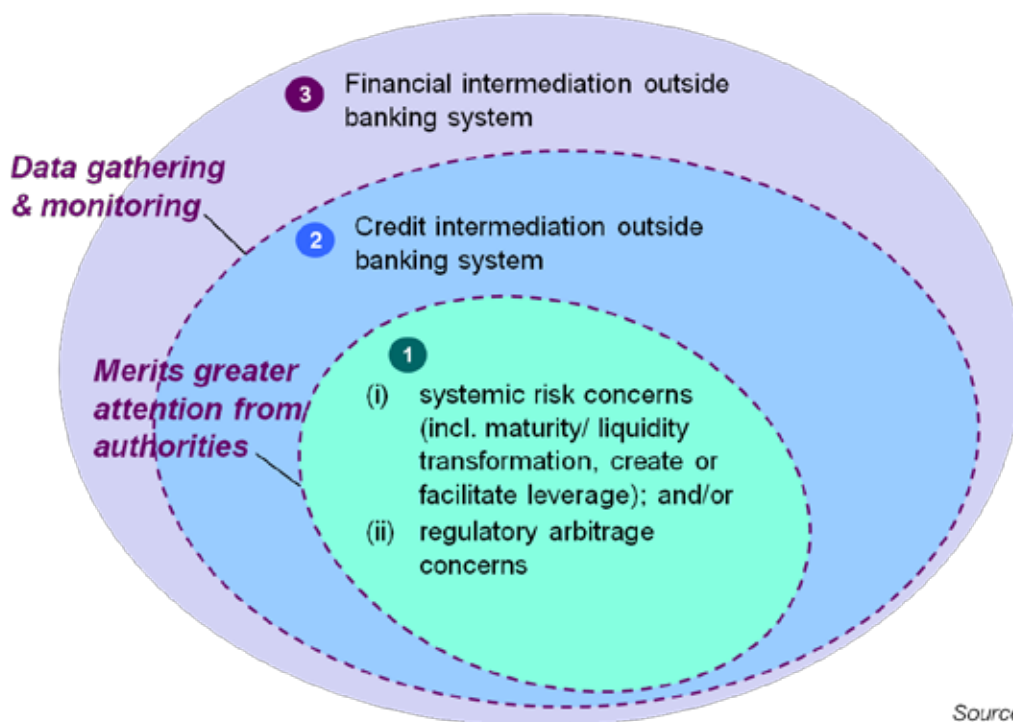 3 Financial intermediation outside
banking system
Data gathering
& monitoring
2 Credit intermediation outside
banking system
Merits greater
attention from
authorities
1
(i) systemic risk concerns
(incl. maturity/ liquidity
transformation, create or
facilitate leverage); and/or
(ii) regulatory arbitrage
concerns
Source